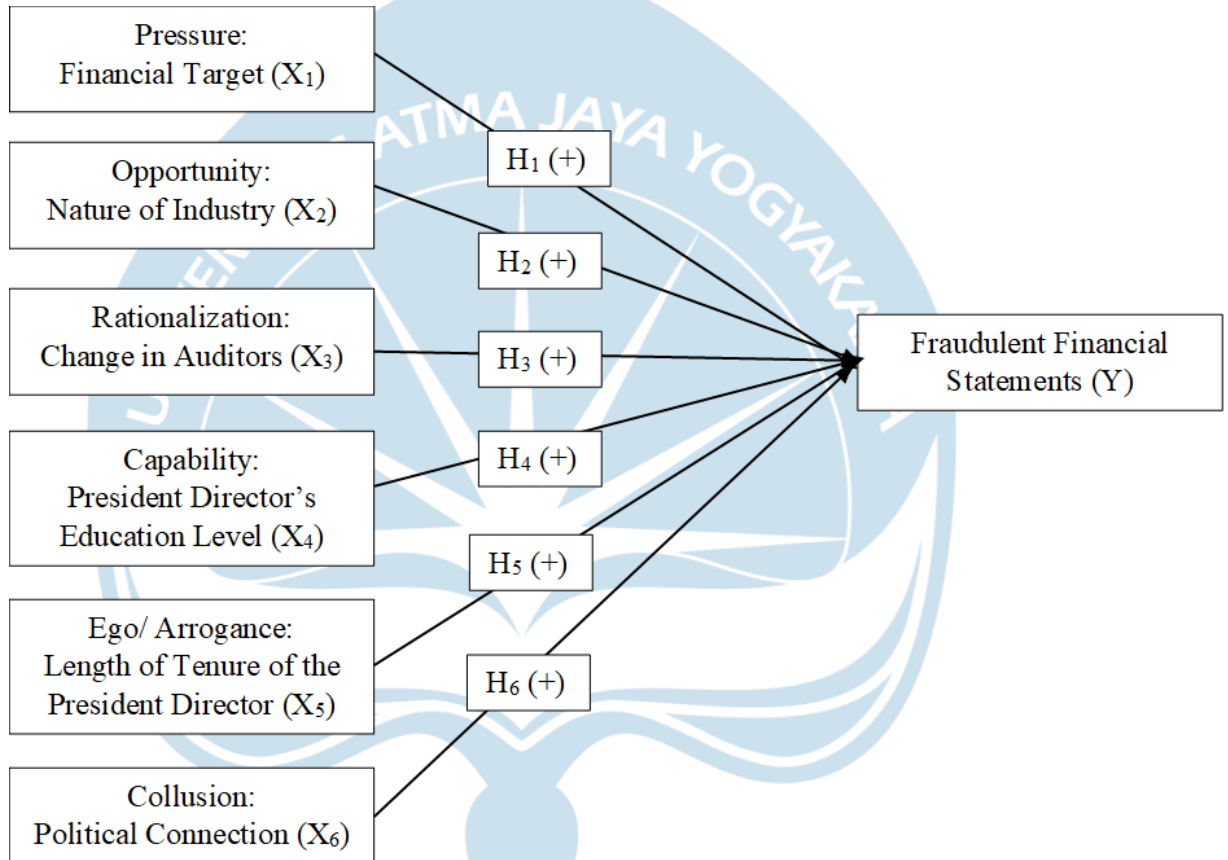 Pressure:
Financial Target (X₁)
Opportunity:
Nature of Industry (X₂)
Rationalization:
Change in Auditors (X₃)
Capability:
President Director’s
Education Level (X₄)
Ego/ Arrogance:
Length of Tenure of the
President Director (X₅)
Collusion:
Political Connection (X₆)
H₁ (+)
H₂ (+)
H₃ (+)
H₄ (+)
H₅ (+)
H₆ (+)
Fraudulent Financial
Statements (Y)
ATMA JAYA